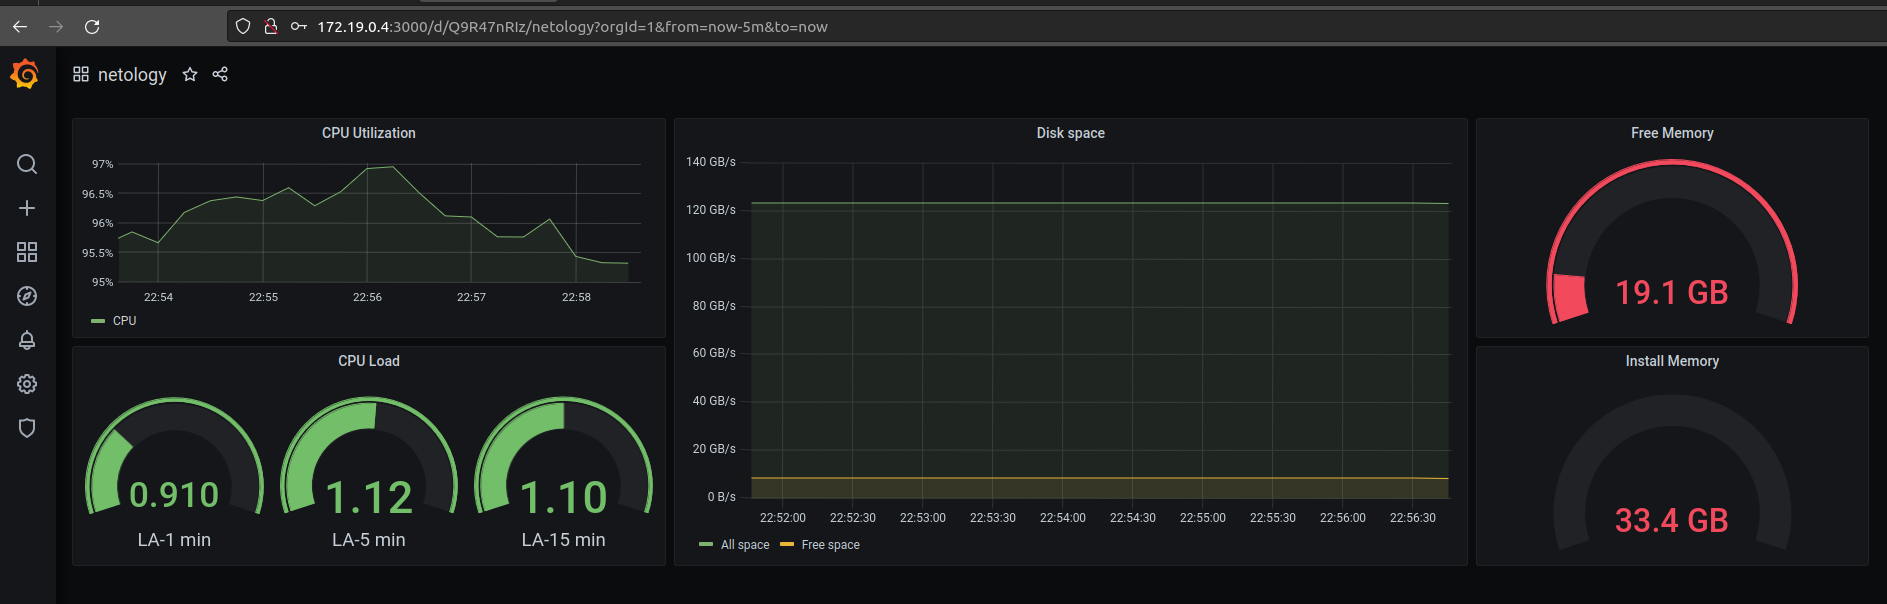 172.19.0.4:3000/d/Q9R47nRIz/netology?orgId=1&from=now-5m&to=now
netology
CPU Utilization
97%
96.5%
96%
95.5%
95%
22:54 22:55 22:56 22:57 22:58
CPU
CPU Load
0.910 1.12 1.10
LA-1 min LA-5 min LA-15 min
Disk space
140 GB/s
120 GB/s
100 GB/s
80 GB/s
60 GB/s
40 GB/s
20 GB/s
0 B/s
22:52:00 22:52:30 22:53:00 22:53:30 22:54:00 22:54:30 22:55:00 22:55:30 22:56:00 22:56:30
All space Free space
Free Memory
19.1 GB
Install Memory
33.4 GB